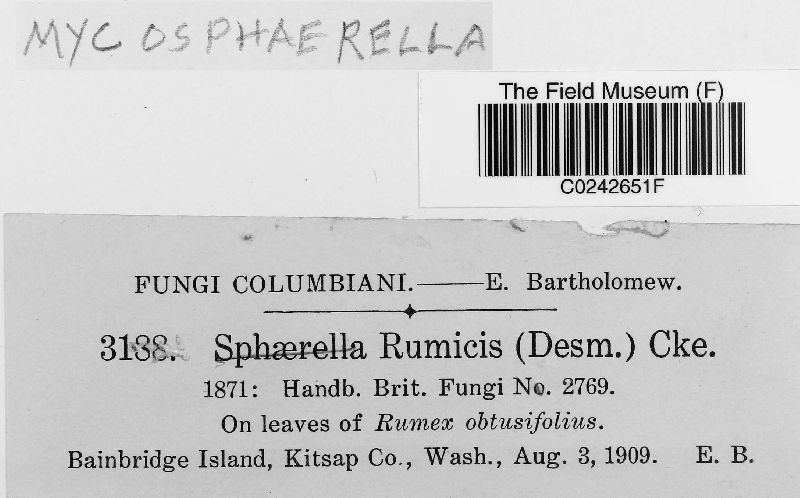 MYCOSPHAERELLA
The Field Museum (F)
C0242651F
FUNGI COLUMBIANI.——E. Bartholomew.
3188. Sphærella Rumicis (Desm.) Cke.
1871: Handb. Brit. Fungi No. 2769.
On leaves of Rumex obtusifolius.
Bainbridge Island, Kitsap Co., Wash., Aug. 3, 1909. E. B.